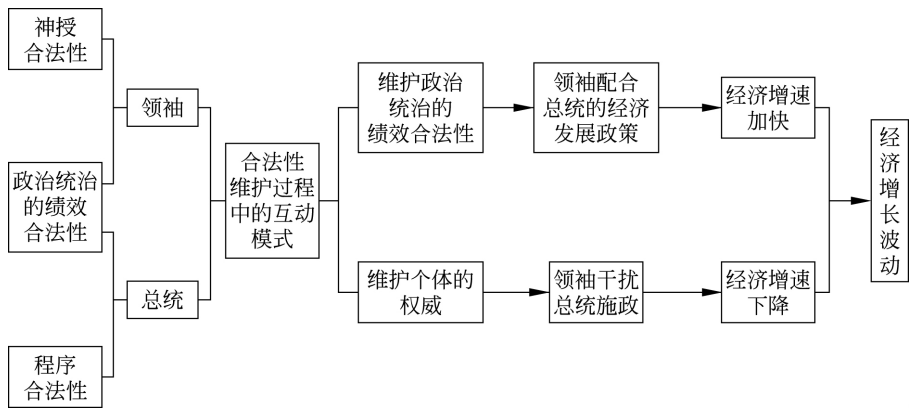 神授
合法性
领袖
政治统治
的绩效
合法性
总统
程序
合法性
合法性
维护过程
中的互动
模式
维护政治
统治的
绩效合法性
领袖配合
总统的经济
发展政策
经济增速
加快
维护个体的
权威
领袖干扰
总统施政
经济增速
下降
经济增长波动